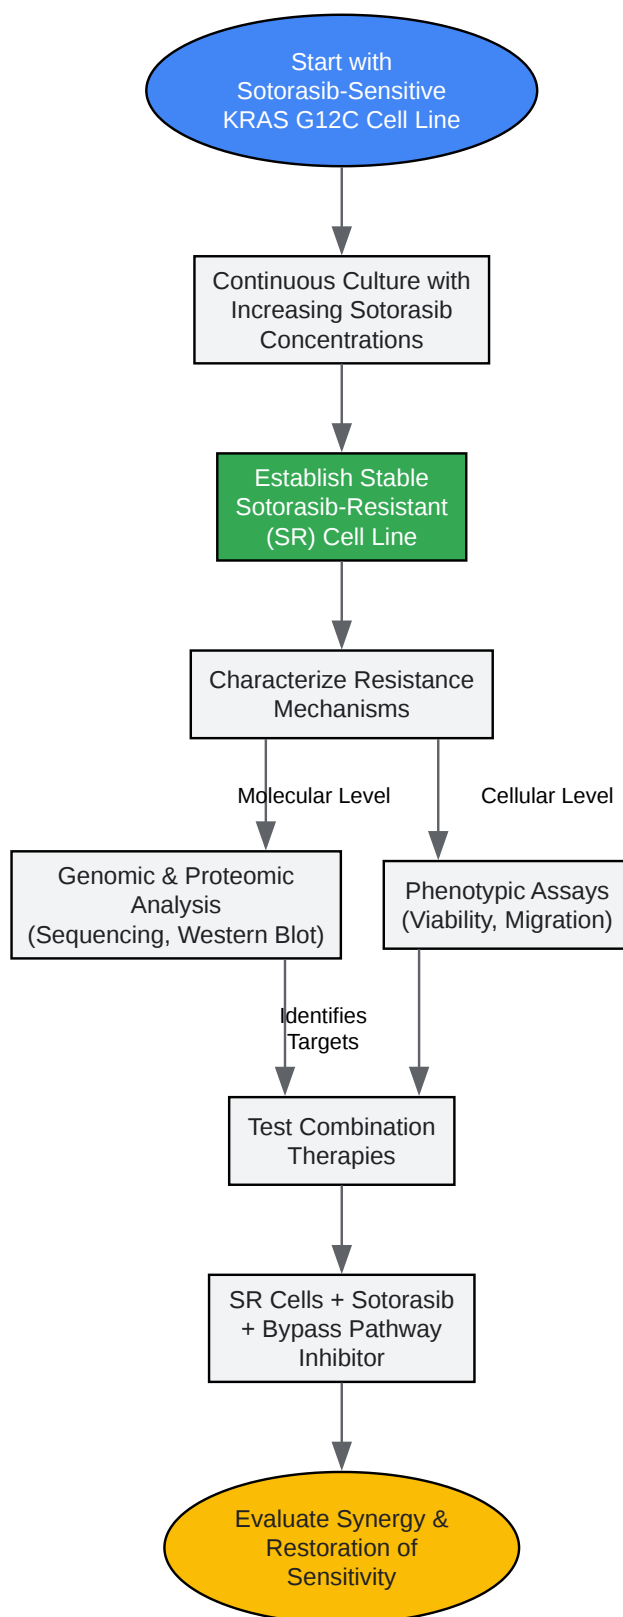 Start with
Sotorasib-Sensitive
KRAS G12C Cell Line
Continuous Culture with
Increasing Sotorasib
Concentrations
Establish Stable
Sotorasib-Resistant
(SR) Cell Line
Characterize Resistance
Mechanisms
Molecular Level
Cellular Level
Genomic & Proteomic
Analysis
(Sequencing, Western Blot)
Phenotypic Assays
(Viability, Migration)
Identifies
Targets
Test Combination
Therapies
SR Cells + Sotorasib
+ Bypass Pathway
Inhibitor
Evaluate Synergy &
Restoration of
Sensitivity